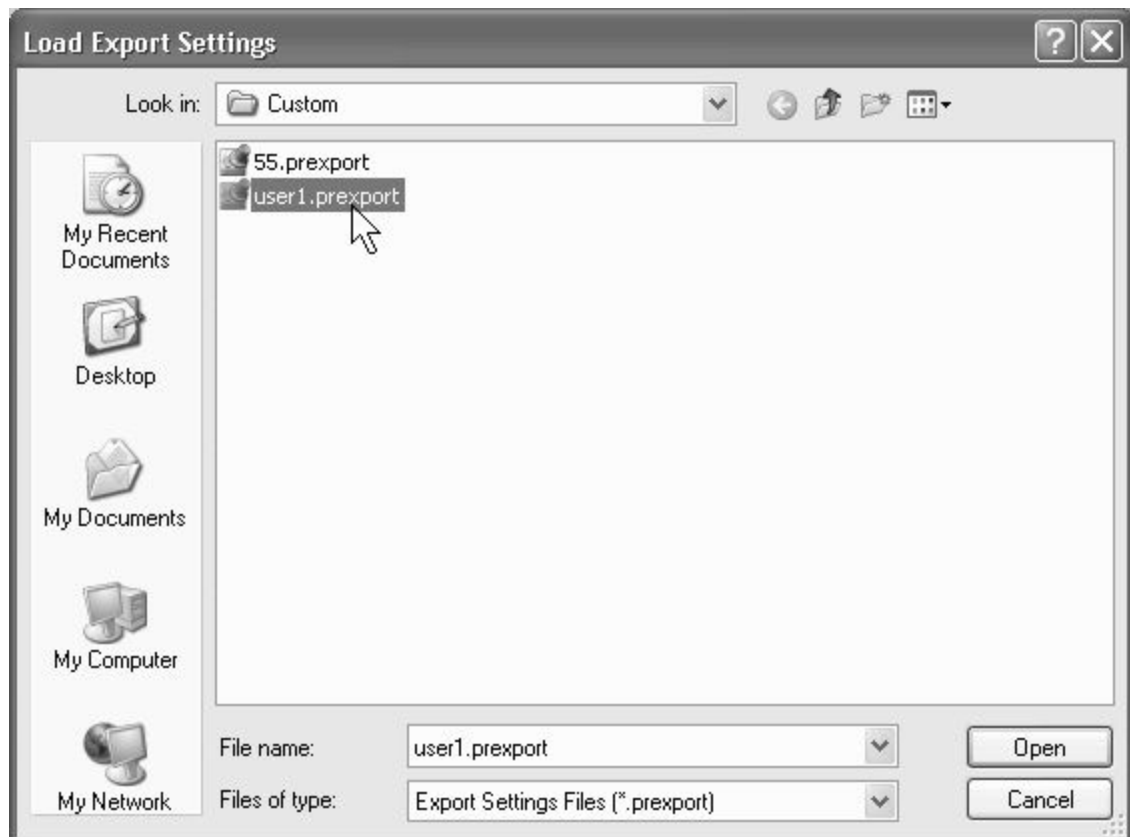 Load Export Settings
Look in:
Custom
55.prexport
user1.prexport
My Recent
Documents
Desktop
My Documents
My Computer
My Network
File name:
user1.prexport
Open
Files of type:
Export Settings Files (*.prexport)
Cancel